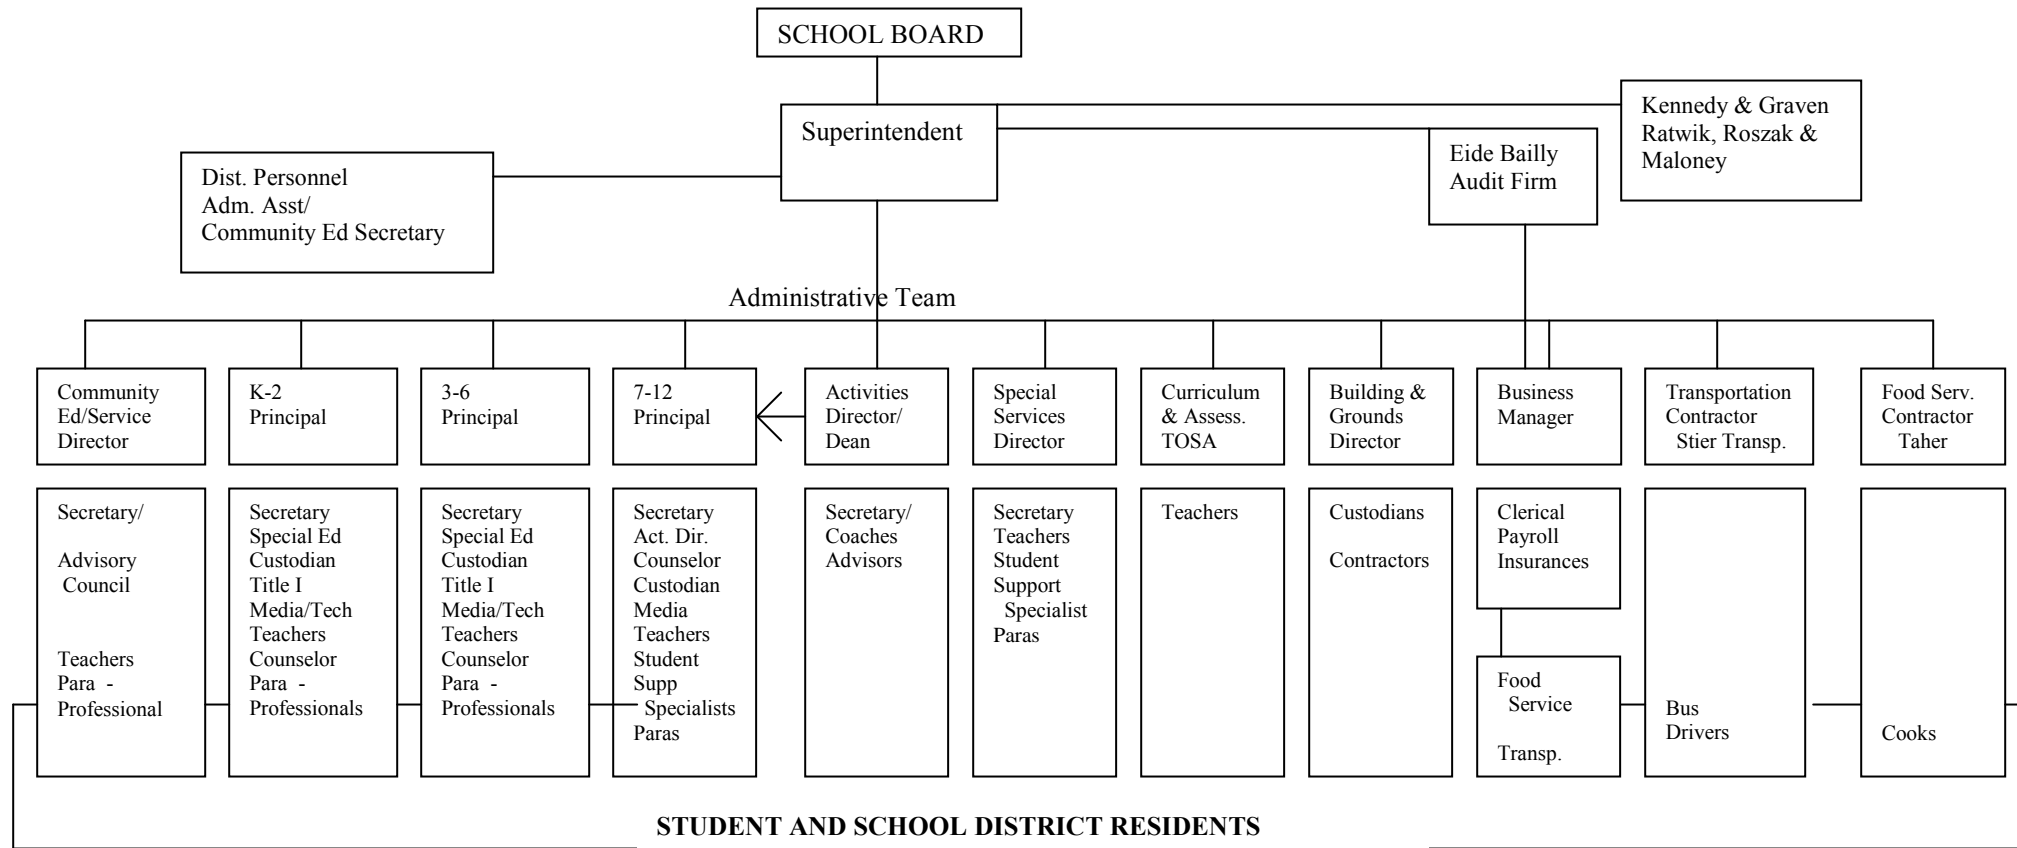 SCHOOL BOARD
Superintendent
Kennedy & Graven
Ratwik, Roszak &
Maloney
Eide Bailly
Audit Firm
Dist. Personnel
Adm. Asst/
Community Ed Secretary
Administrative Team
Community
Ed/Service
Director
K-2
Principal
3-6
Principal
7-12
Principal
Activities
Director/
Dean
Special
Services
Director
Curriculum
& Assess.
TOSA
Building &
Grounds
Director
Business
Manager
Transportation
Contractor
Stier Transp.
Food Serv.
Contractor
Taher
Secretary/
Advisory
Council
Teachers
Para -
Professional
Secretary
Special Ed
Custodian
Title I
Media/Tech
Teachers
Counselor
Para -
Professionals
Secretary
Special Ed
Custodian
Title I
Media/Tech
Teachers
Counselor
Para -
Professionals
Secretary
Act. Dir.
Counselor
Custodian
Media
Teachers
Student
Supp
Specialists
Paras
Secretary/
Coaches
Advisors
Secretary
Teachers
Student
Support
Specialist
Paras
Teachers
Custodians
Contractors
Clerical
Payroll
Insurances
Food
Service
Transp.
Bus
Drivers
Cooks
STUDENT AND SCHOOL DISTRICT RESIDENTS